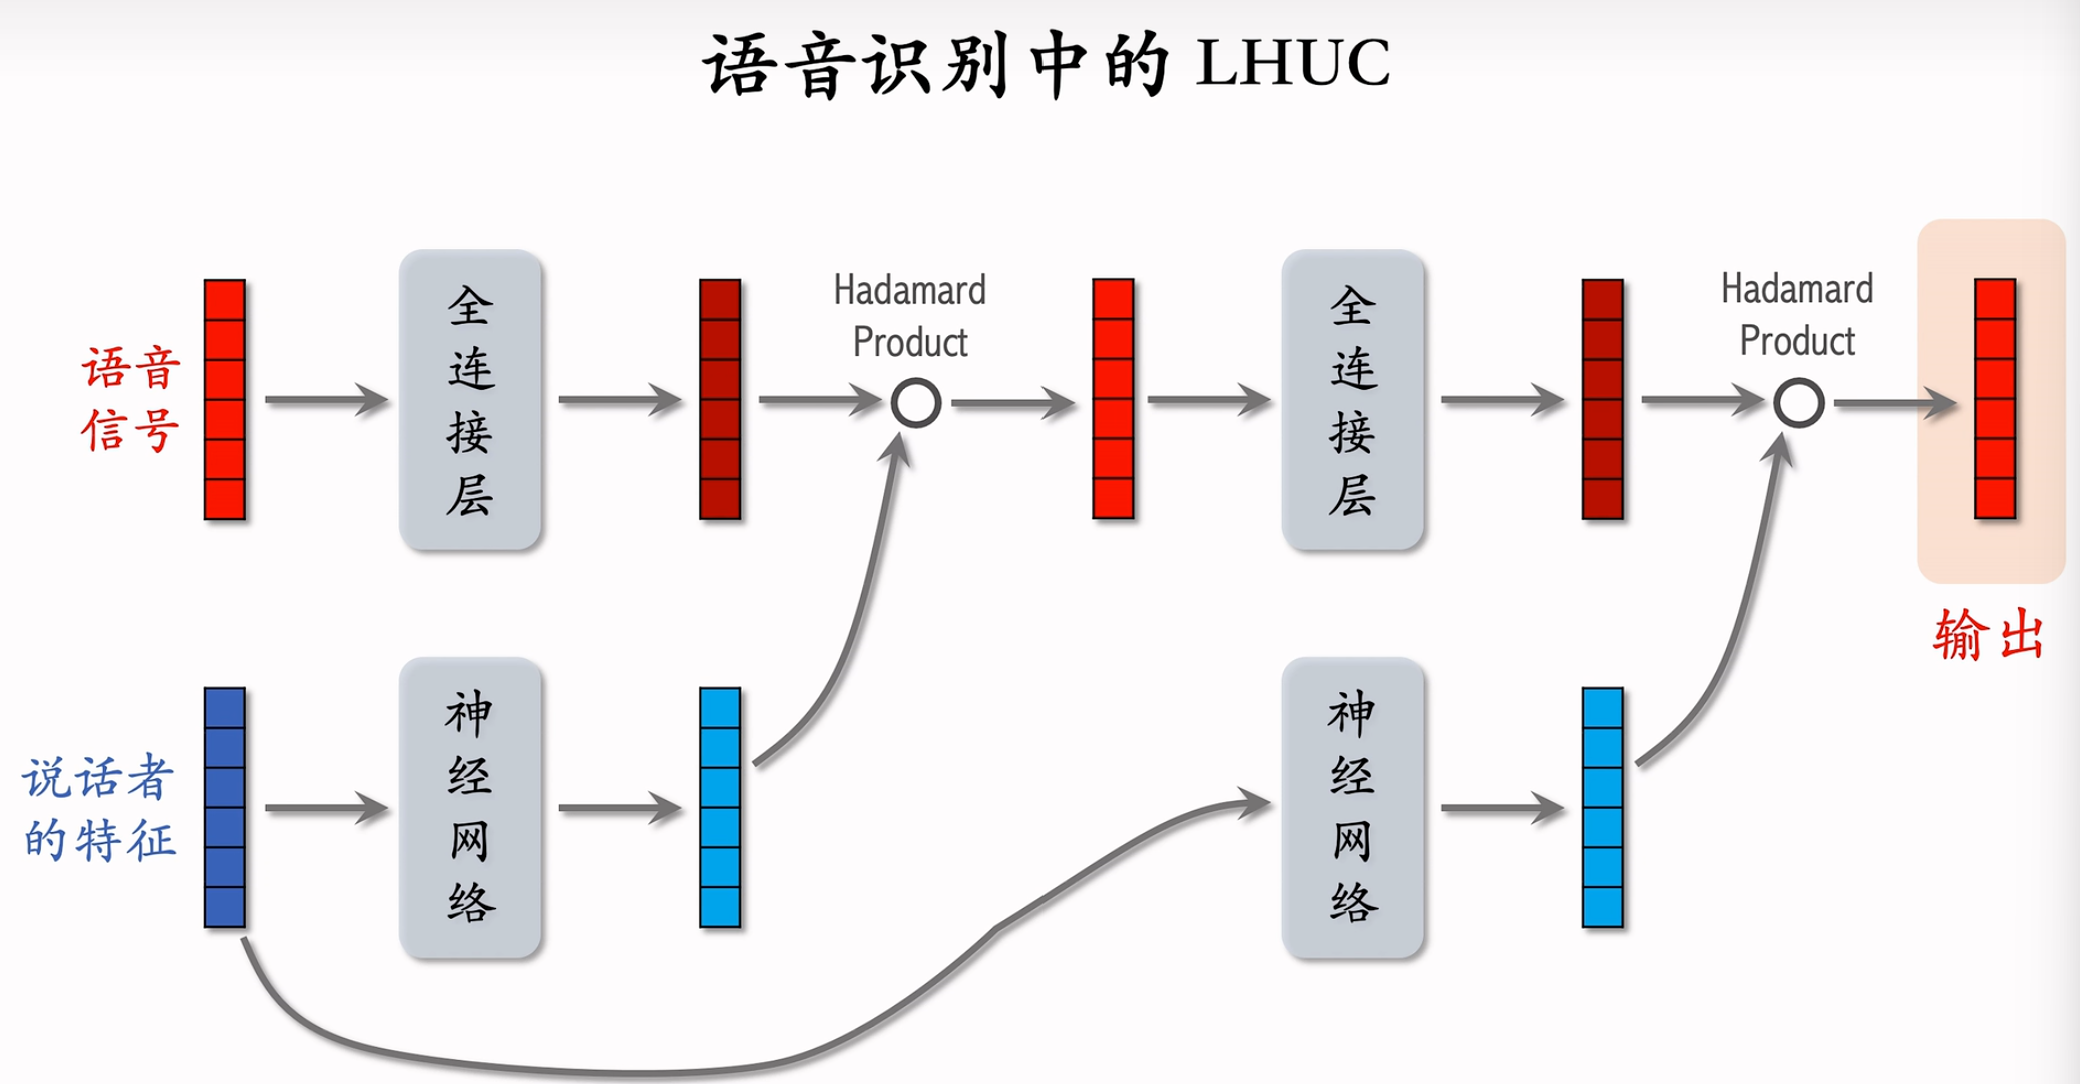 语音识别中的 LHUC
语音
信号
全
连
接
层
Hadamard
Product
全
连
接
层
Hadamard
Product
输出
说话者
的特征
神
经
网
络
神
经
网
络